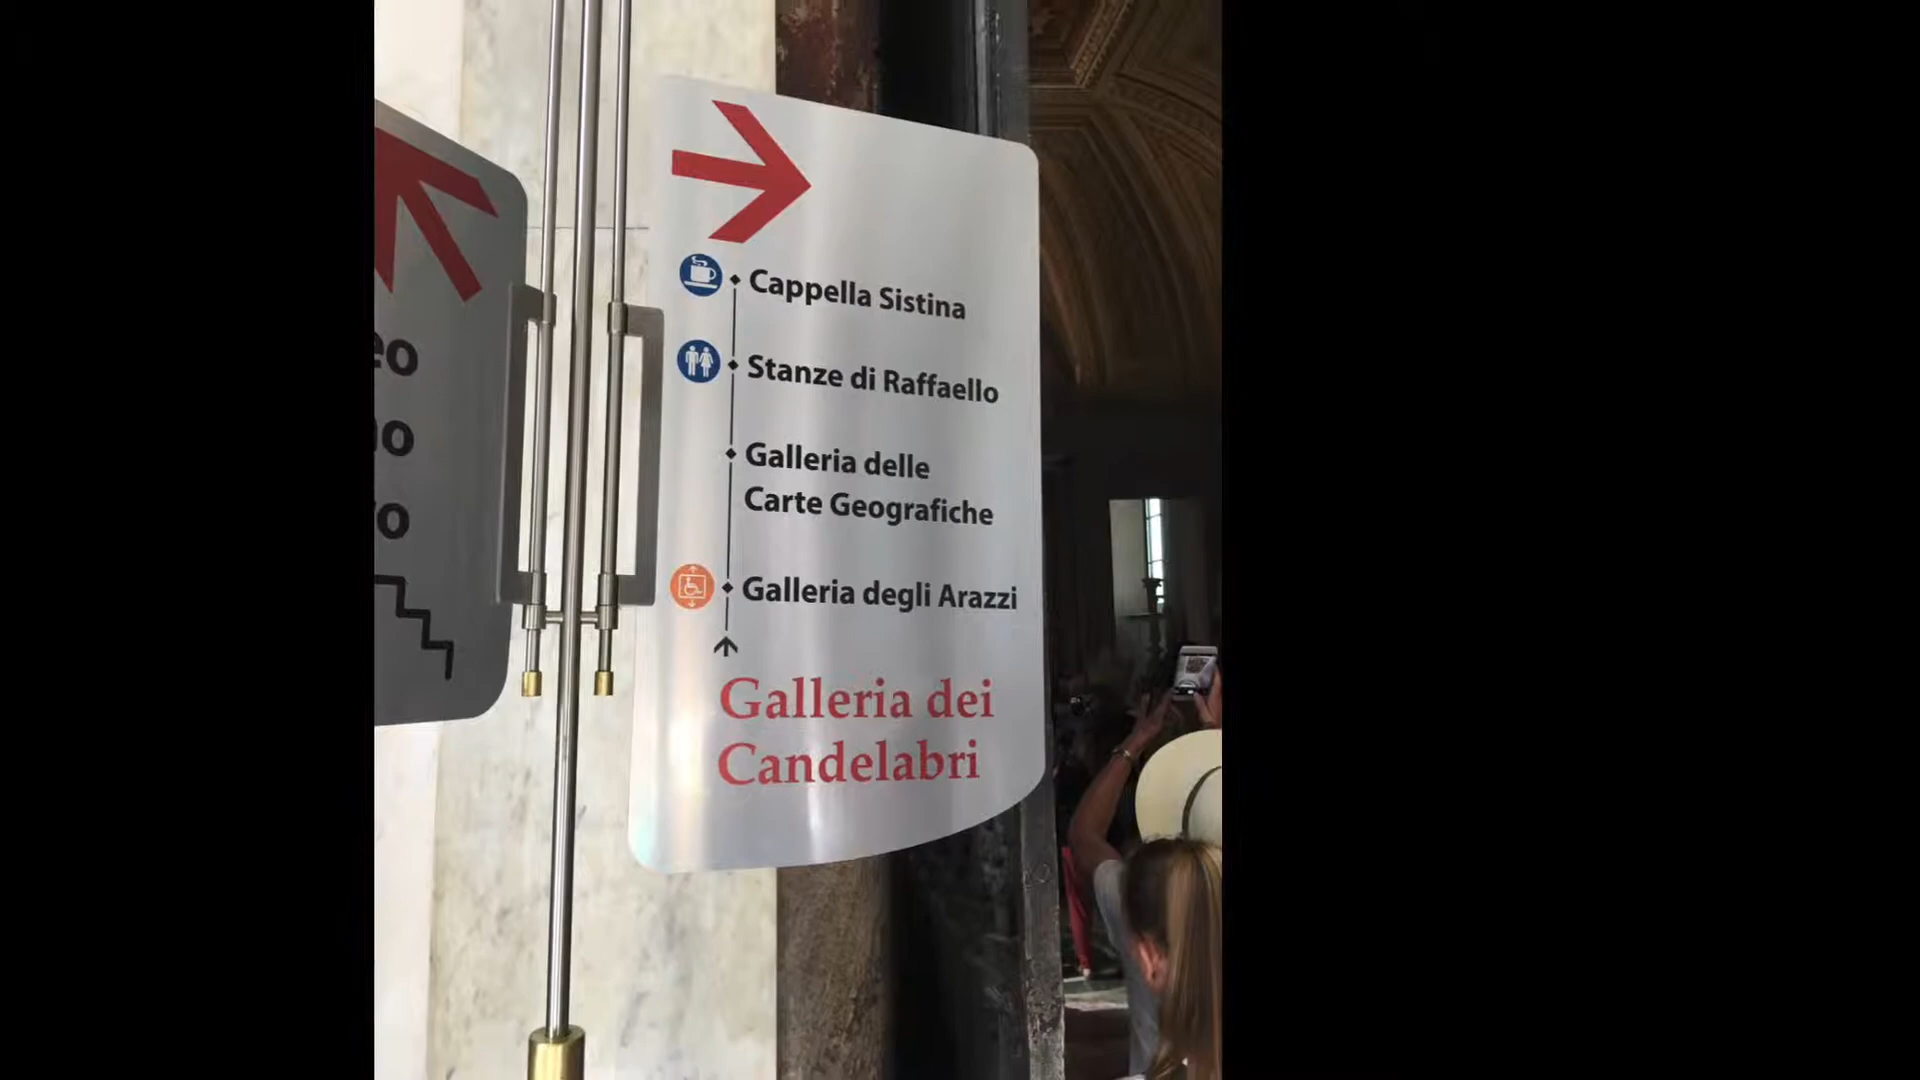 Cappella Sistina
Stanze di Raffaello
Galleria delle
Carte Geografiche
Galleria degli Arazzi
Galleria dei
Candelabri